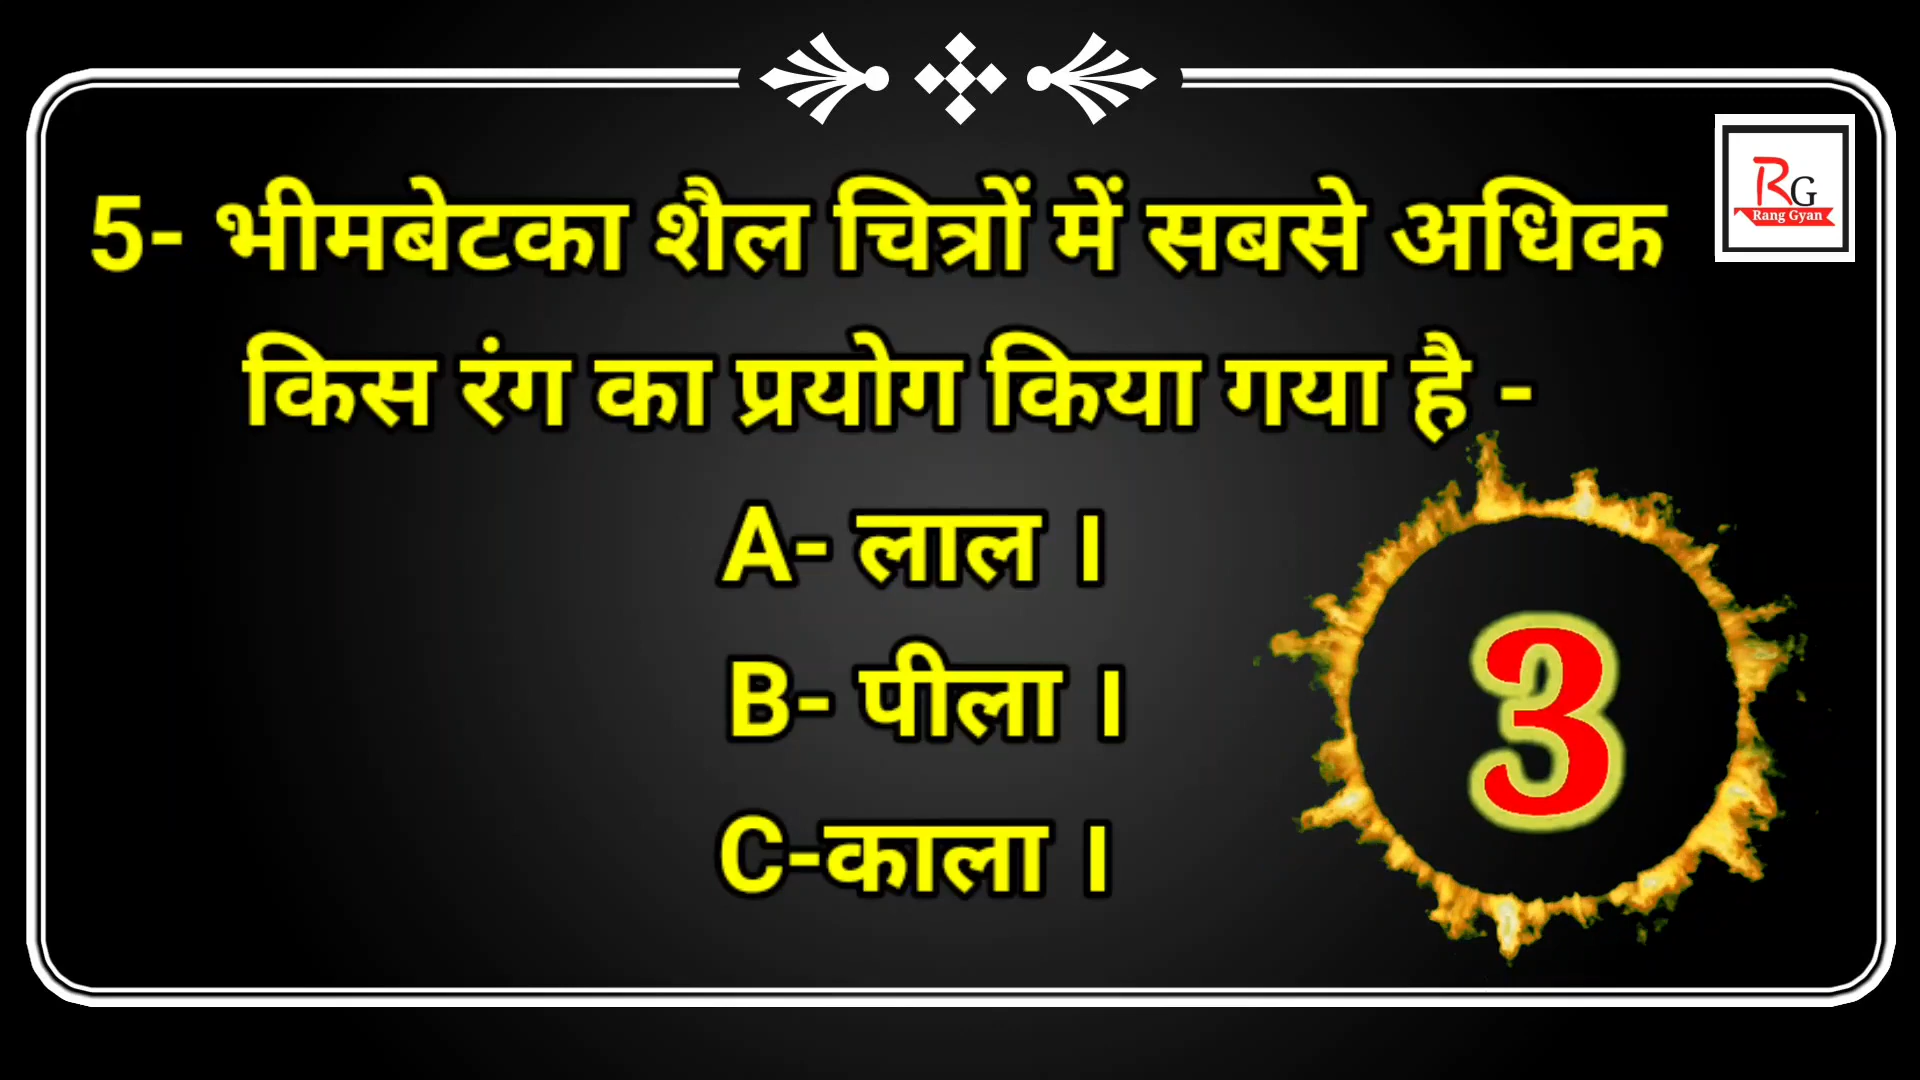 RG
Rang Gyan
5- भीमबेटका शैल चित्रों में सबसे अधिक
किस रंग का प्रयोग किया गया है -
A- लाल ।
B- पीला ।
C-काला ।
3